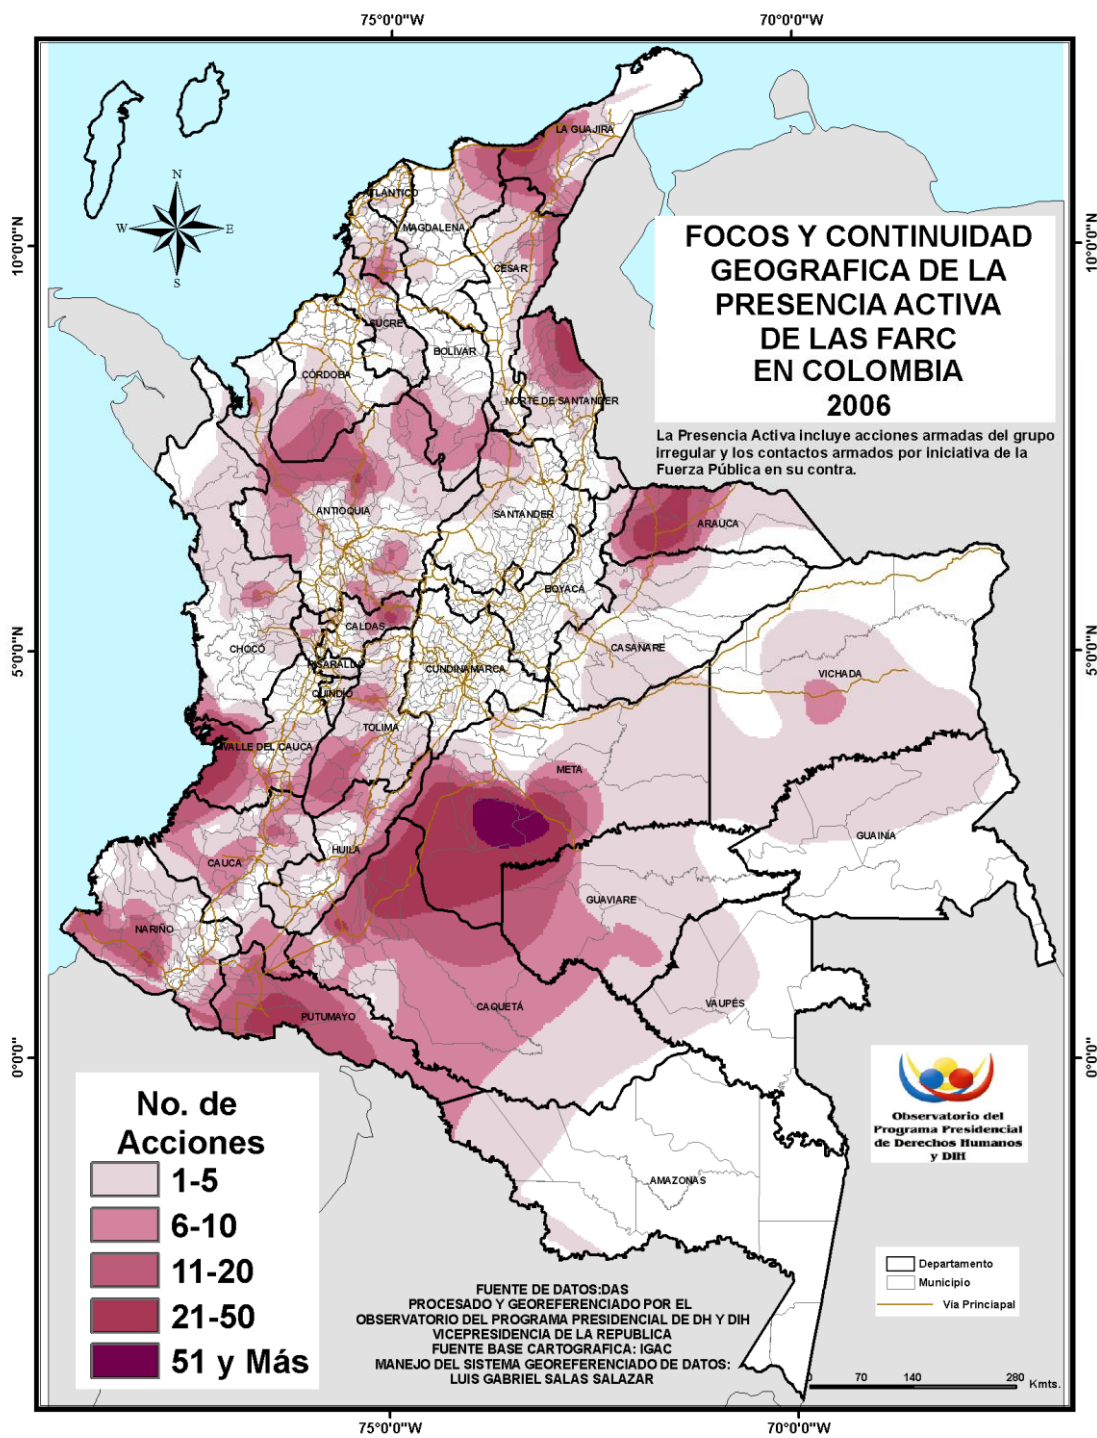 75°0'0"W
70°0'0"W
10°0'0"N
10°0'0"N
5°0'0"N
5°0'0"N
0°0'0"
0°0'0"
75°0'0"W
70°0'0"W
N
W
E
S
FOCOS Y CONTINUIDAD
GEOGRAFICA DE LA
PRESENCIA ACTIVA
DE LAS FARC
EN COLOMBIA
2006
La Presencia Activa incluye acciones armadas del grupo
irregular y los contactos armados por iniciativa de la
Fuerza Pública en su contra.
LA GUAJIRA
ATLÁNTICO
MAGDALENA
CESAR
SUCRE
BOLIVAR
CÓRDOBA
NORTE DE SANTANDER
ANTIOQUIA
SANTANDER
ARAUCA
BOYACÁ
CALDAS
CHOCÓ
RISARALDA
CUNDINAMARCA
CASANARE
QUINDÍO
VICHADA
TOLIMA
VALLE DEL CAUCA
META
GUAINÍA
HUILA
CAUCA
GUAVIARE
NARIÑO
VAUPÉS
CAQUETÁ
PUTUMAYO
AMAZONAS
No. de
Acciones
1-5
6-10
11-20
21-50
51 y Más
Observatorio del
Programa Presidencial
de Derechos Humanos
y DIH
Departamento
Municipio
Vía Princiapal
FUENTE DE DATOS:DAS
PROCESADO Y GEOREFERENCIADO POR EL
OBSERVATORIO DEL PROGRAMA PRESIDENCIAL DE DH Y DIH
VICEPRESIDENCIA DE LA REPUBLICA
FUENTE BASE CARTOGRAFICA: IGAC
MANEJO DEL SISTEMA GEOREFERENCIADO DE DATOS:
LUIS GABRIEL SALAS SALAZAR
0 70 140 280
Kmts.